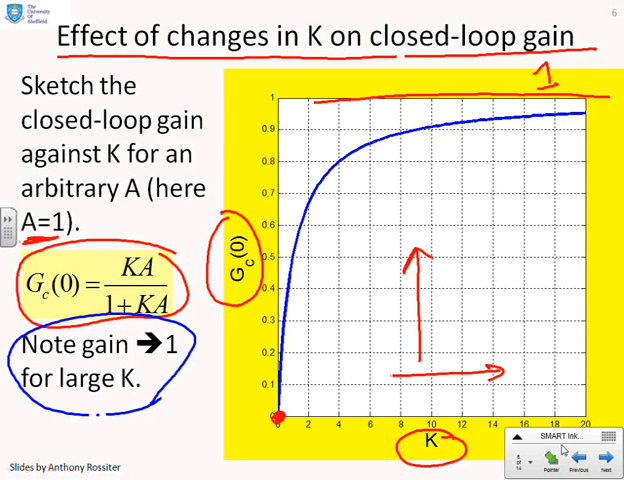 The
University
Of
Sheffield.
6
Effect of changes in K on closed-loop gain
Sketch the
closed-loop gain
against K for an
arbitrary A (here
A=1).
G_c(0) = KA / (1 + KA)
Note gain → 1
for large K.
1
1
0.9
0.8
0.7
0.6
0.5
0.4
0.3
0.2
0.1
0
G_c(0)
2 4 6 8 10 12 14 16 18 20
K
SMART Ink...
6
of
14
Pointer Previous Next
Slides by Anthony Rossiter